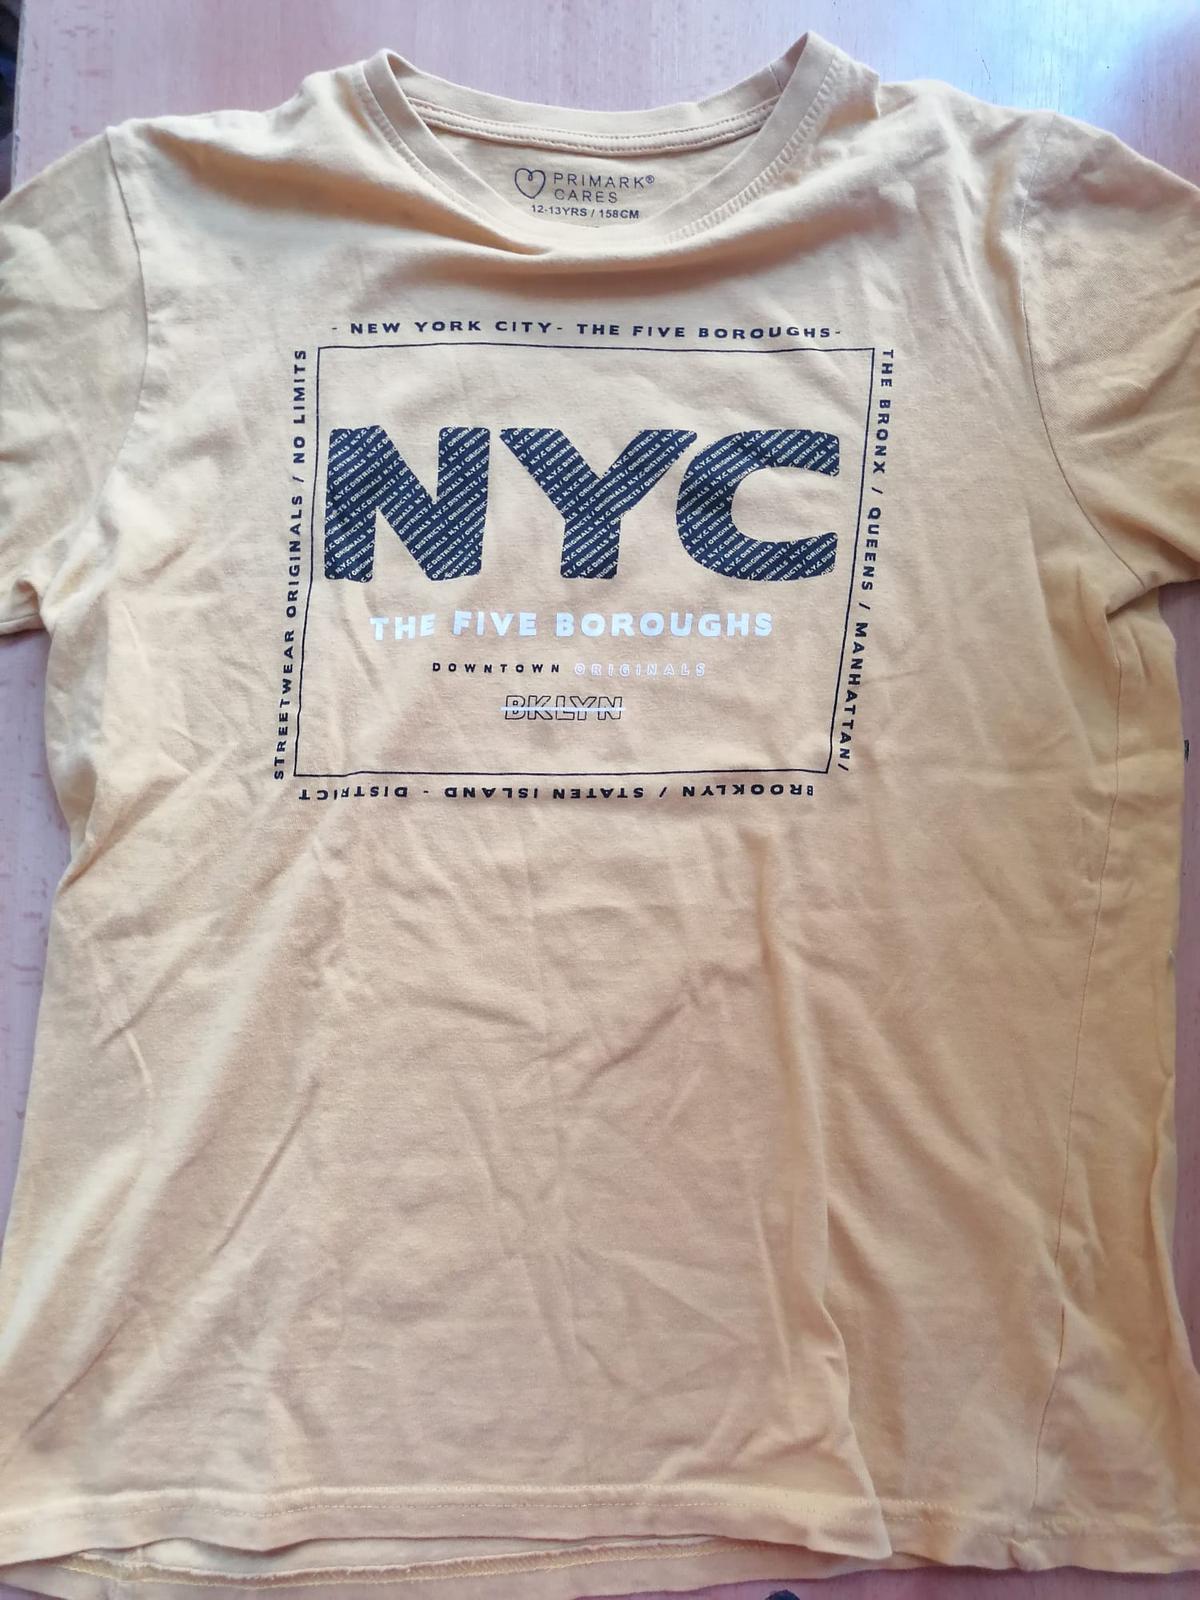 PRIMARK®
CARES
12-13YRS / 158CM
- NEW YORK CITY - THE FIVE BOROUGHS -
THE BRONX / QUEENS / MANHATTAN /
BROOKLYN / STATEN ISLAND - DISTRICT
STREETWEAR ORIGINALS / NO LIMITS
NYC
THE FIVE BOROUGHS
DOWNTOWN ORIGINALS
BKLYN